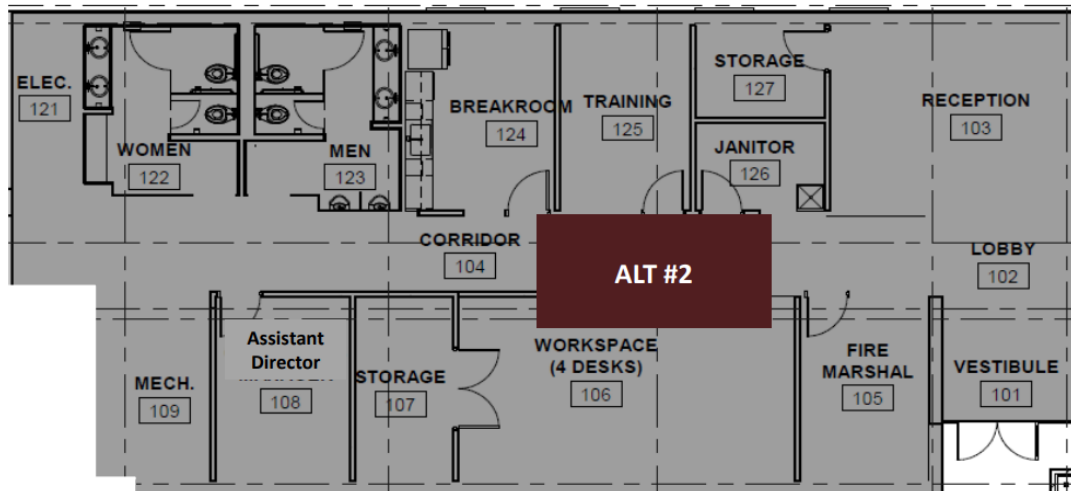 ELEC.
121
WOMEN
122
MEN
123
BREAKROOM
124
TRAINING
125
STORAGE
127
JANITOR
126
RECEPTION
103
CORRIDOR
104
ALT #2
LOBBY
102
MECH.
109
Assistant
Director
108
STORAGE
107
WORKSPACE
(4 DESKS)
106
FIRE
MARSHAL
105
VESTIBULE
101